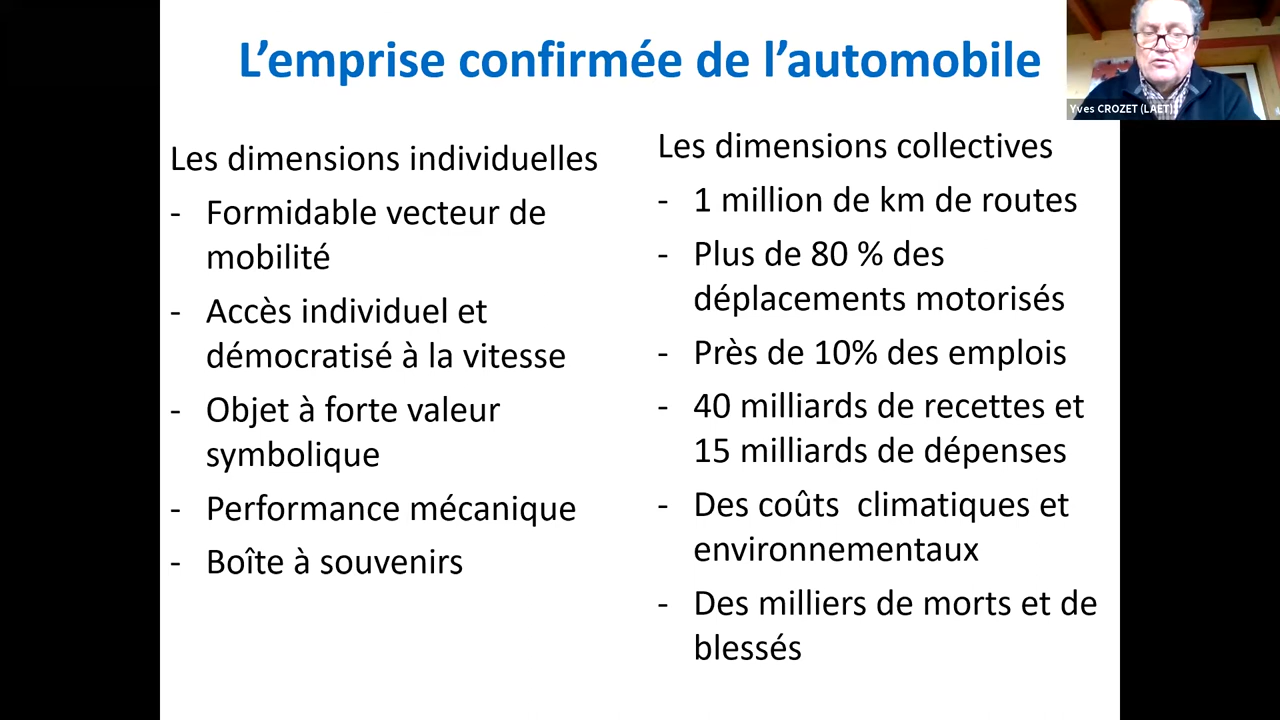 L'emprise confirmée de l'automobile
Yves CROZET (LAET)
Les dimensions individuelles
- Formidable vecteur de
mobilité
- Accès individuel et
démocratisé à la vitesse
- Objet à forte valeur
symbolique
- Performance mécanique
- Boîte à souvenirs
Les dimensions collectives
- 1 million de km de routes
- Plus de 80 % des
déplacements motorisés
- Près de 10% des emplois
- 40 milliards de recettes et
15 milliards de dépenses
- Des coûts  climatiques et
environnementaux
- Des milliers de morts et de
blessés